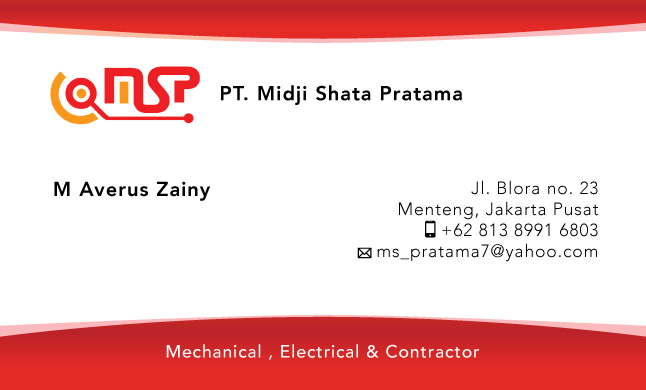 MSP
PT. Midji Shata Pratama
M Averus Zainy
Jl. Blora no. 23
Menteng, Jakarta Pusat
+62 813 8991 6803
ms_pratama7@yahoo.com
Mechanical , Electrical & Contractor